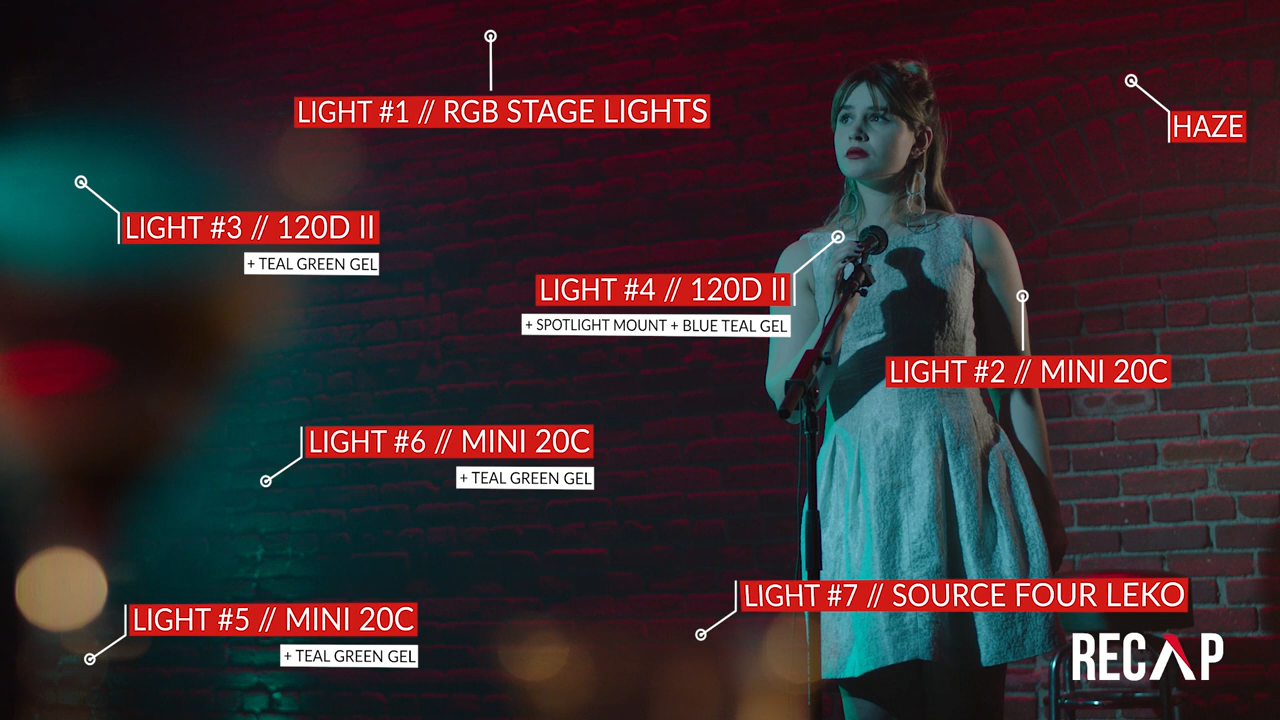 LIGHT #1 // RGB STAGE LIGHTS
HAZE
LIGHT #3 // 120D II
+ TEAL GREEN GEL
LIGHT #4 // 120D II
+ SPOTLIGHT MOUNT + BLUE TEAL GEL
LIGHT #2 // MINI 20C
LIGHT #6 // MINI 20C
+ TEAL GREEN GEL
LIGHT #7 // SOURCE FOUR LEKO
LIGHT #5 // MINI 20C
+ TEAL GREEN GEL
RECAP